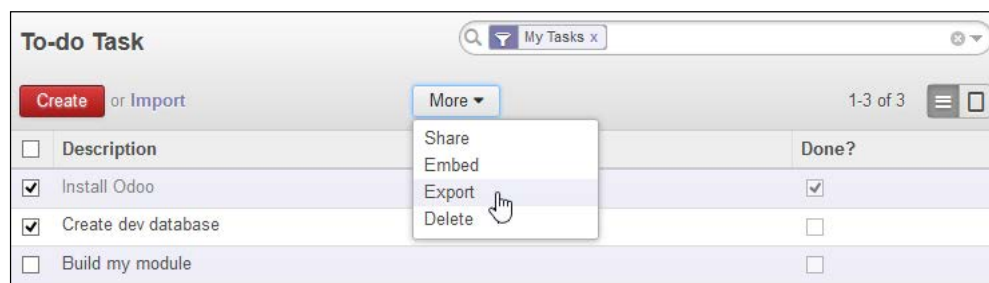 To-do Task
My Tasks x
Create or Import
More
1-3 of 3
Share
Embed
Export
Delete
Description
Done?
Install Odoo
Create dev database
Build my module